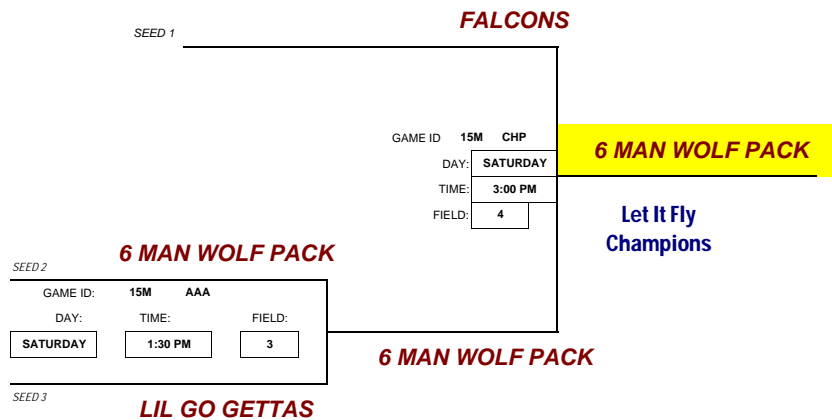 FALCONS
SEED 1
GAME ID 15M CHP
DAY: SATURDAY
TIME: 3:00 PM
FIELD: 4
6 MAN WOLF PACK
Let It Fly
Champions
6 MAN WOLF PACK
SEED 2
GAME ID: 15M AAA
DAY: TIME: FIELD:
SATURDAY 1:30 PM 3
6 MAN WOLF PACK
SEED 3
LIL GO GETTAS